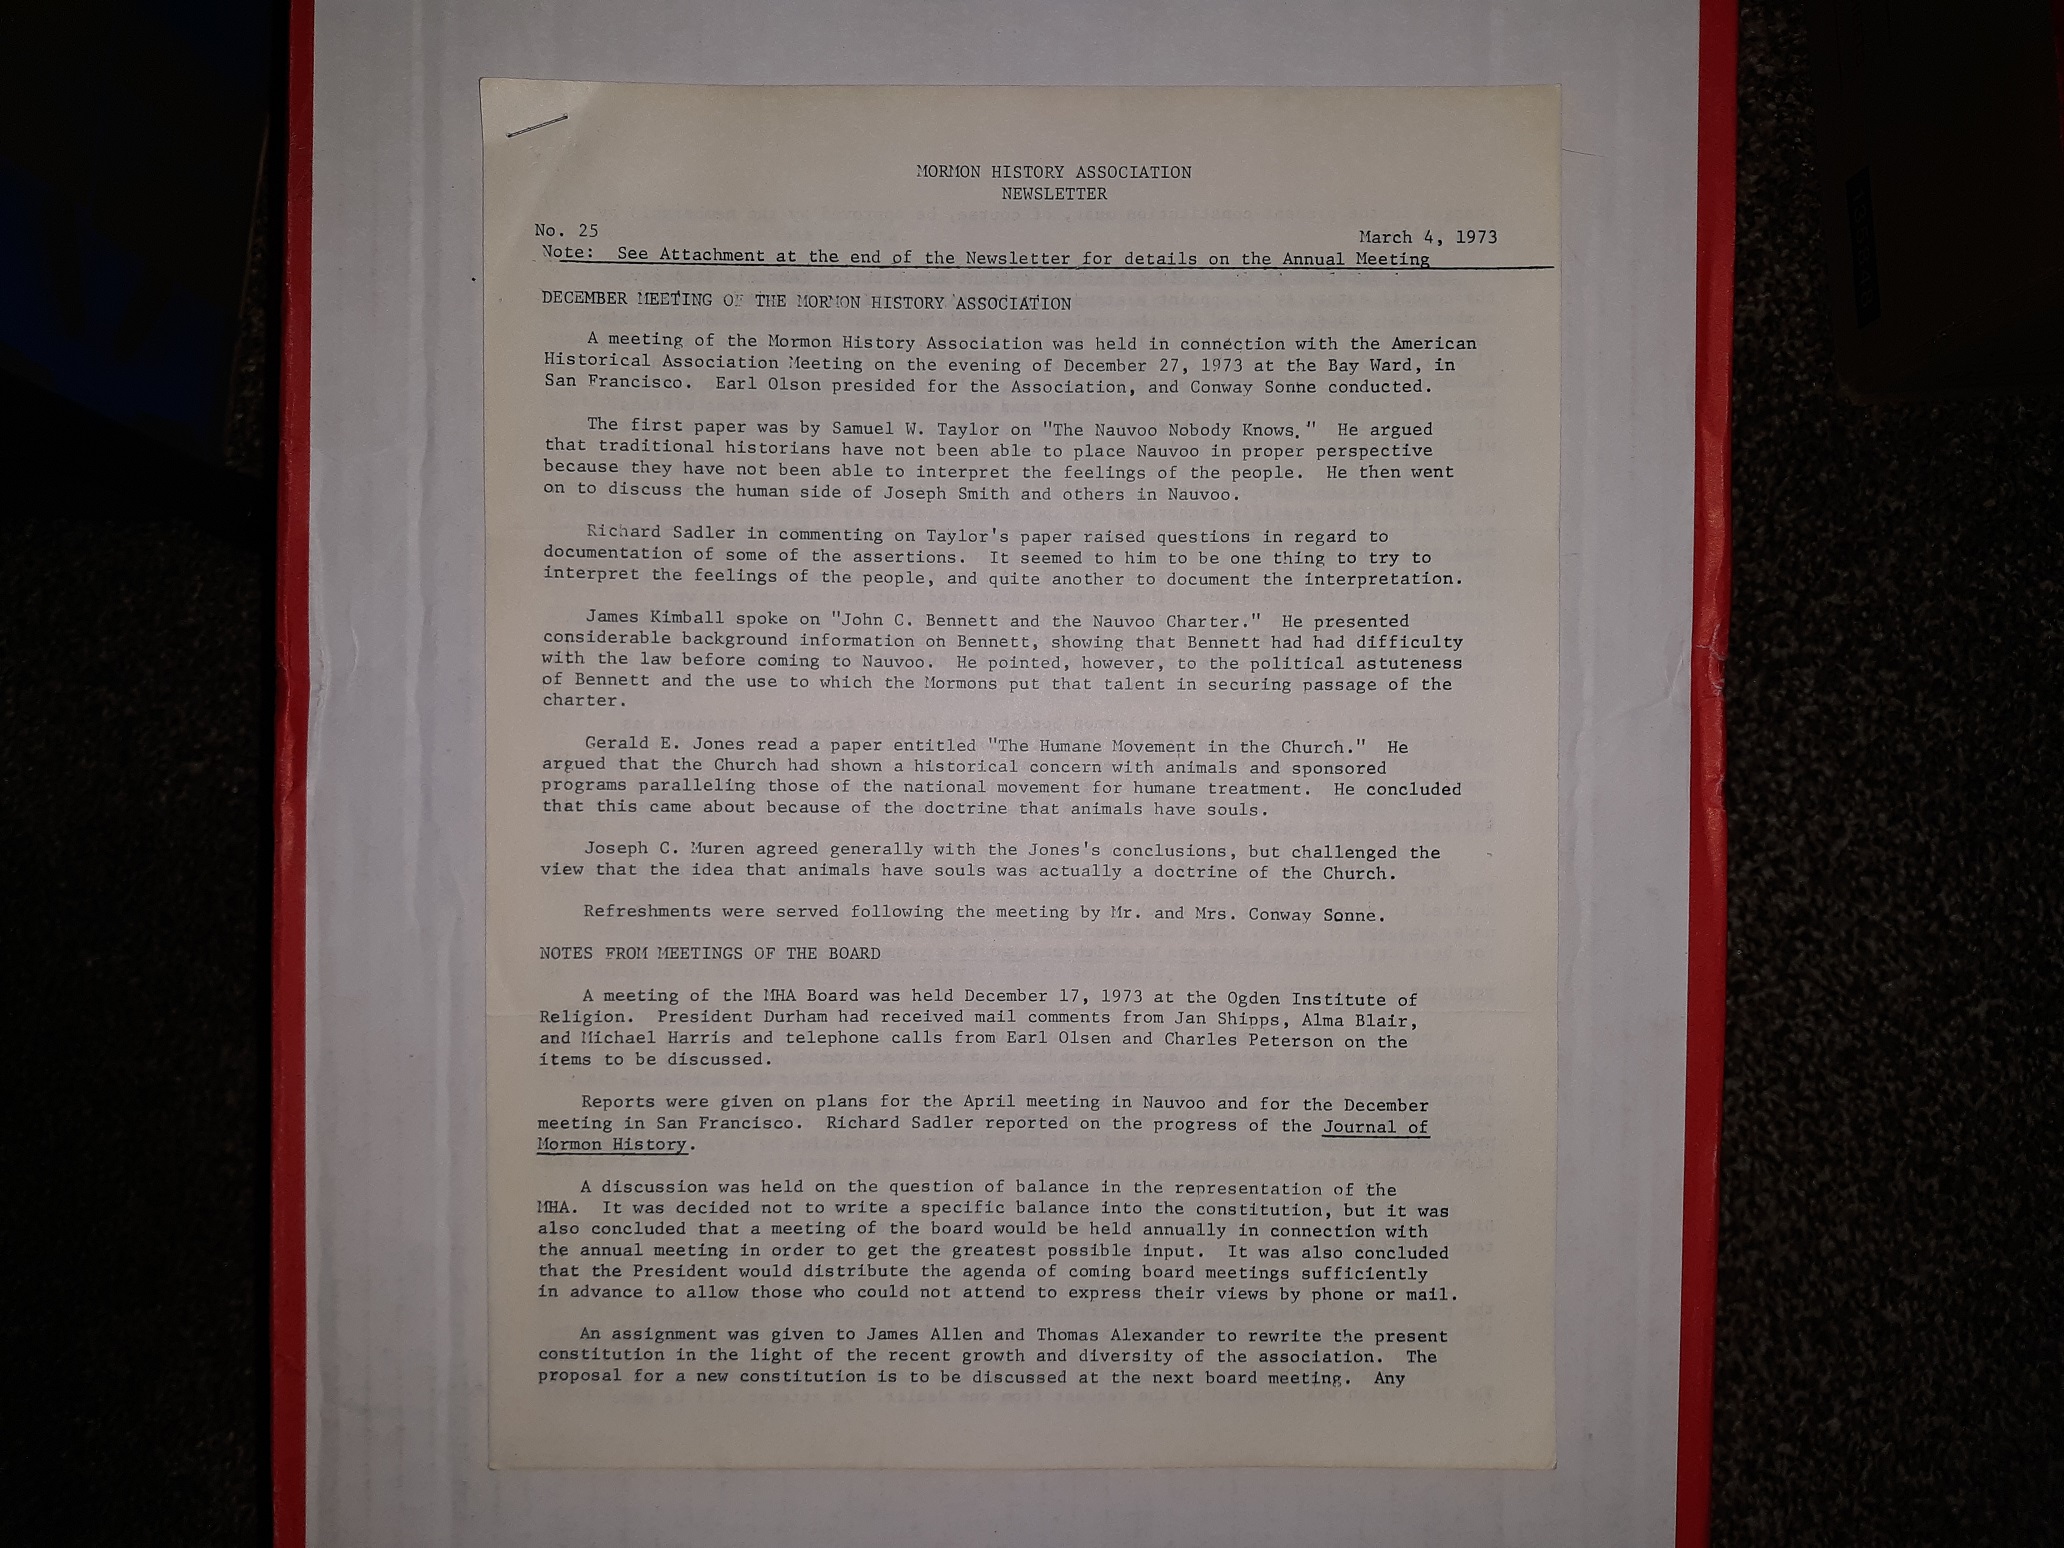 MORMON HISTORY ASSOCIATION
NEWSLETTER
No. 25
March 4, 1973
Note: See Attachment at the end of the Newsletter for details on the Annual Meeting
DECEMBER MEETING OF THE MORMON HISTORY ASSOCIATION
A meeting of the Mormon History Association was held in connection with the American
Historical Association Meeting on the evening of December 27, 1973 at the Bay Ward, in
San Francisco. Earl Olson presided for the Association, and Conway Sonne conducted.
The first paper was by Samuel W. Taylor on "The Nauvoo Nobody Knows." He argued
that traditional historians have not been able to place Nauvoo in proper perspective
because they have not been able to interpret the feelings of the people. He then went
on to discuss the human side of Joseph Smith and others in Nauvoo.
Richard Sadler in commenting on Taylor's paper raised questions in regard to
documentation of some of the assertions. It seemed to him to be one thing to try to
interpret the feelings of the people, and quite another to document the interpretation.
James Kimball spoke on "John C. Bennett and the Nauvoo Charter." He presented
considerable background information on Bennett, showing that Bennett had had difficulty
with the law before coming to Nauvoo. He pointed, however, to the political astuteness
of Bennett and the use to which the Mormons put that talent in securing passage of the
charter.
Gerald E. Jones read a paper entitled "The Humane Movement in the Church." He
argued that the Church had shown a historical concern with animals and sponsored
programs paralleling those of the national movement for humane treatment. He concluded
that this came about because of the doctrine that animals have souls.
Joseph C. Muren agreed generally with the Jones's conclusions, but challenged the
view that the idea that animals have souls was actually a doctrine of the Church.
Refreshments were served following the meeting by Mr. and Mrs. Conway Sonne.
NOTES FROM MEETINGS OF THE BOARD
A meeting of the MHA Board was held December 17, 1973 at the Ogden Institute of
Religion. President Durham had received mail comments from Jan Shipps, Alma Blair,
and Michael Harris and telephone calls from Earl Olsen and Charles Peterson on the
items to be discussed.
Reports were given on plans for the April meeting in Nauvoo and for the December
meeting in San Francisco. Richard Sadler reported on the progress of the Journal of
Mormon History.
A discussion was held on the question of balance in the representation of the
MHA. It was decided not to write a specific balance into the constitution, but it was
also concluded that a meeting of the board would be held annually in connection with
the annual meeting in order to get the greatest possible input. It was also concluded
that the President would distribute the agenda of coming board meetings sufficiently
in advance to allow those who could not attend to express their views by phone or mail.
An assignment was given to James Allen and Thomas Alexander to rewrite the present
constitution in the light of the recent growth and diversity of the association. The
proposal for a new constitution is to be discussed at the next board meeting. Any